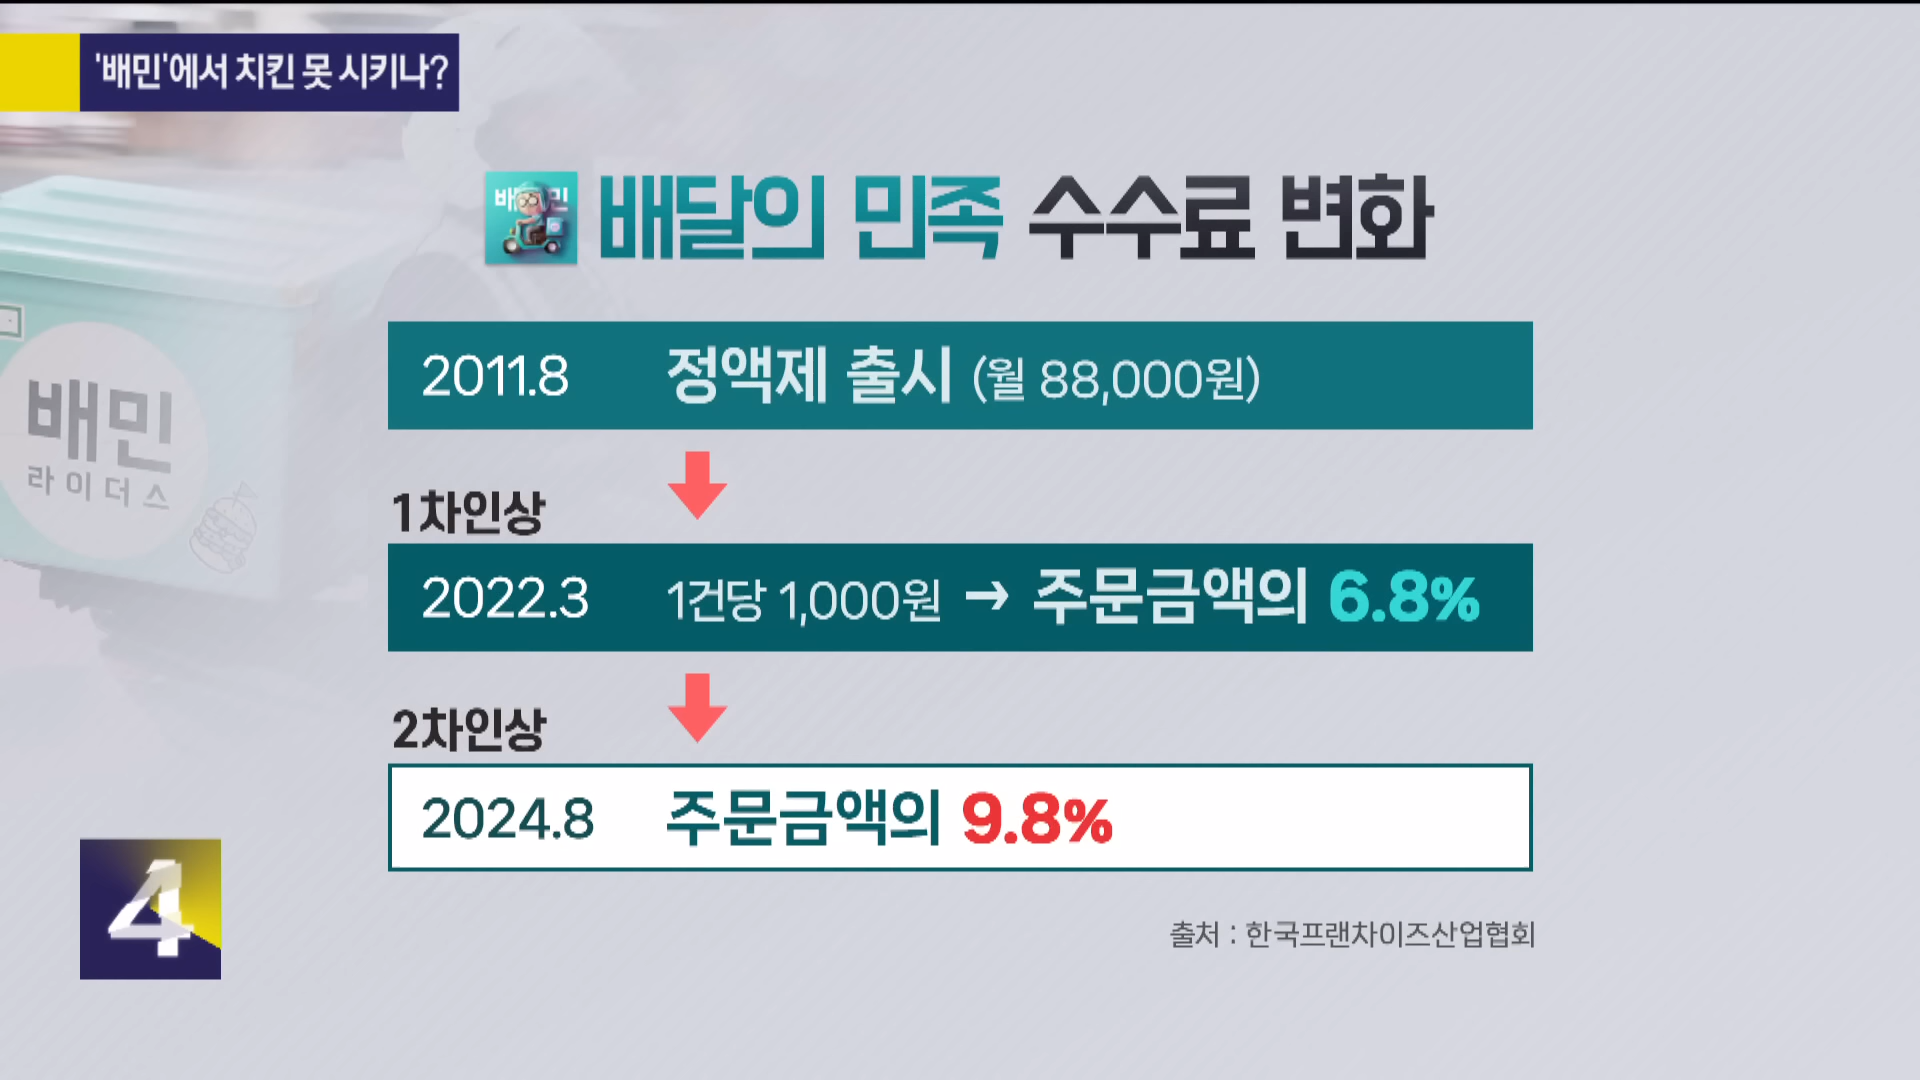 '배민'에서 치킨 못 시키나?
배민
배달의 민족 수수료 변화
2011.8 정액제 출시 (월 88,000원)
배민
라이더스
1차인상
2022.3 1건당 1,000원 → 주문금액의 6.8%
2차인상
2024.8 주문금액의 9.8%
4
출처 : 한국프랜차이즈산업협회